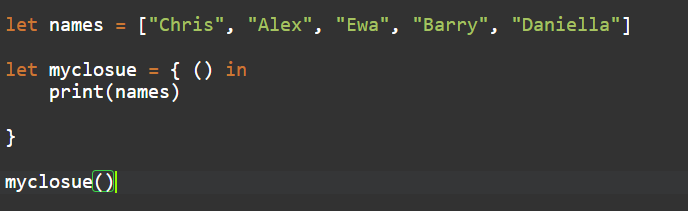 let names = ["Chris", "Alex", "Ewa", "Barry", "Daniella"]
let myclosue = { () in
print(names)
}
myclosue()